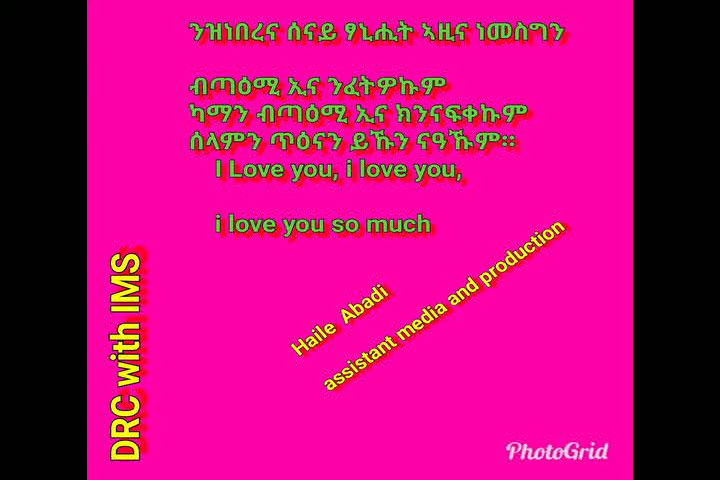 ንዝነበረና ሰናይ ፃኒሒት ኣዚና ነመስግን
ብጣዕሚ ኢና ንፈትዎኩም
ካማን ብጣዕሚ ኢና ክንናፍቀኩም
ሰላምን ጥዕናን ይኹን ናዓኹም።
I Love you, i love you,
i love you so much
DRC with IMS
Haile Abadi
assistant media and production
PhotoGrid